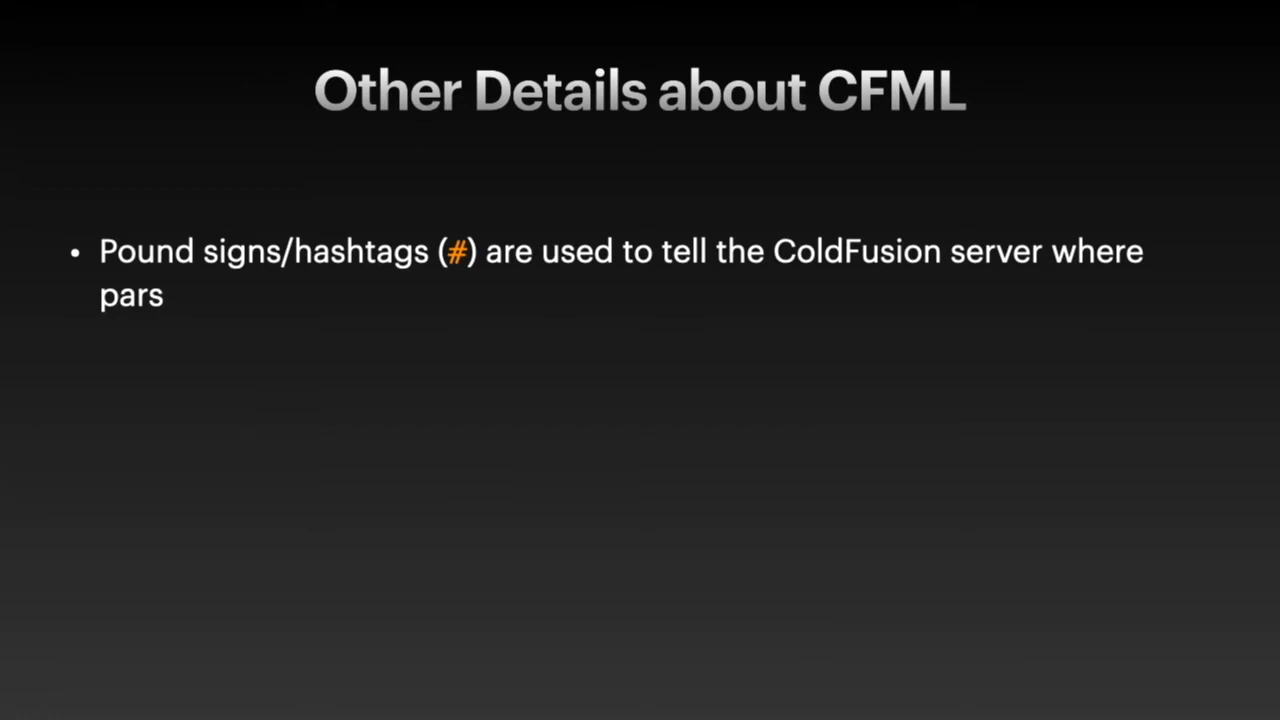 Other Details about CFML
• Pound signs/hashtags (#) are used to tell the ColdFusion server where
pars